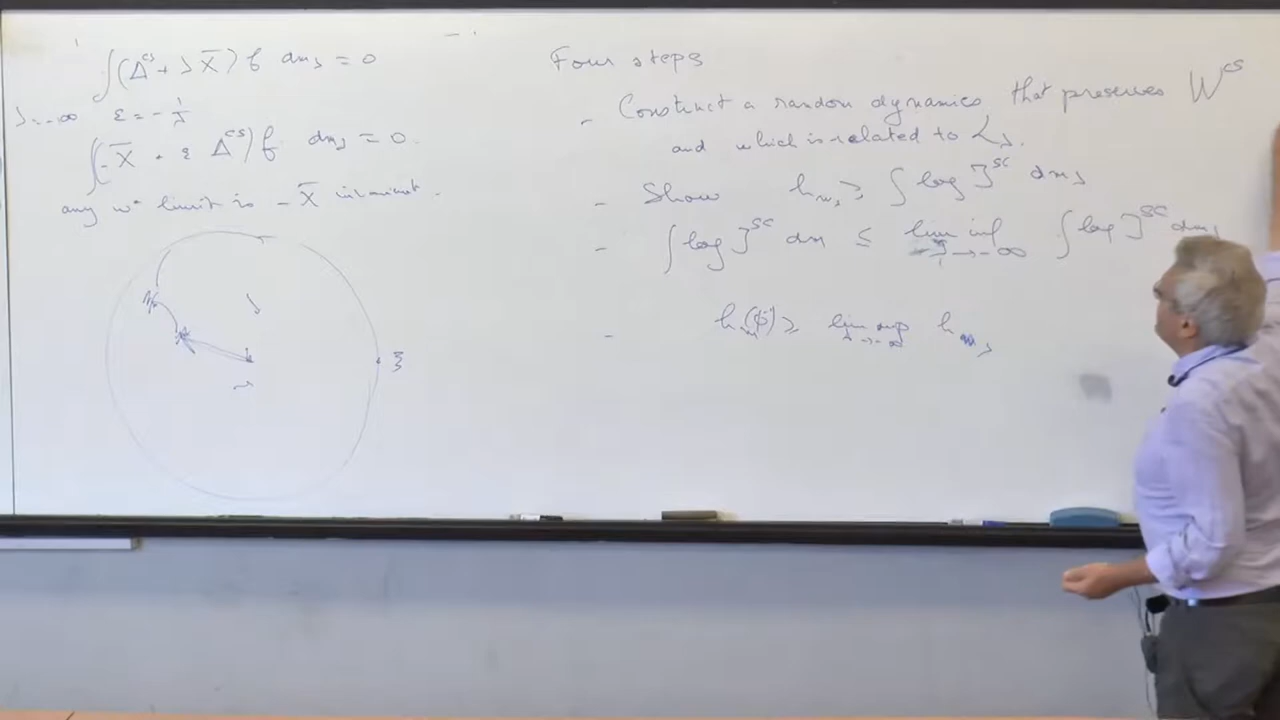 ∫(Δ^{cs} + λ X̄) f dm_λ = 0
λ → -∞ ε = -1/λ
∫(-X̄ + ε Δ^{cs}) f dm_λ = 0.
any w* limit is -X̄ invariant.
ξ
Four steps
- Construct a random dynamics that preserves W^{cs}
and which is related to L_λ.
- Show h_{m_λ} ≥ ∫ log J^{sc} dm_λ
- ∫ log J^{sc} dm ≤ lim inf_{λ→-∞} ∫ log J^{sc} dm_λ
- h_m( ) ≥ lim sup_{λ→-∞} h_{m_λ}